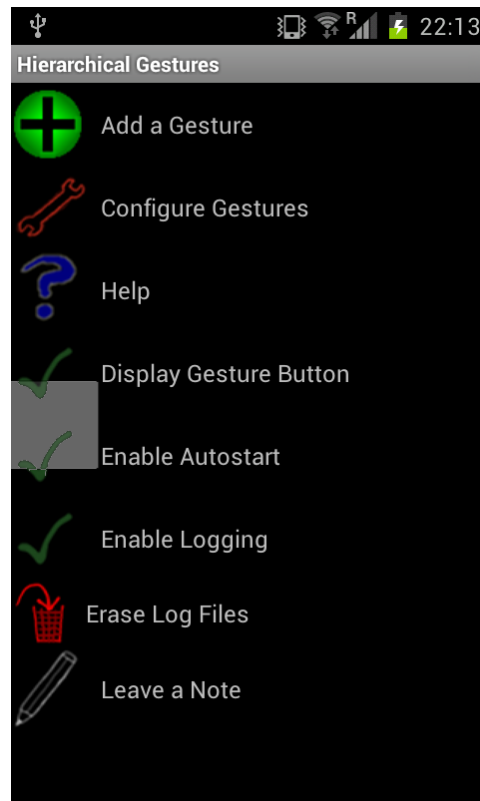 R 22:13
Hierarchical Gestures
Add a Gesture
Configure Gestures
Help
Display Gesture Button
Enable Autostart
Enable Logging
Erase Log Files
Leave a Note